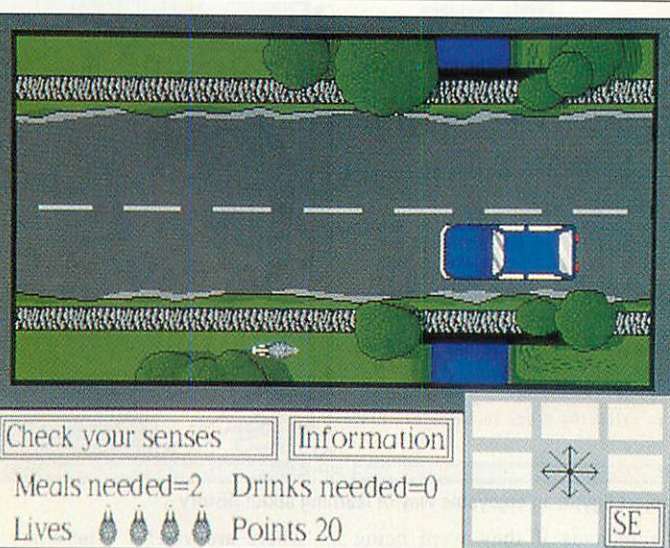 Check your senses Information
Meals needed=2 Drinks needed=0
Lives Points 20
SE